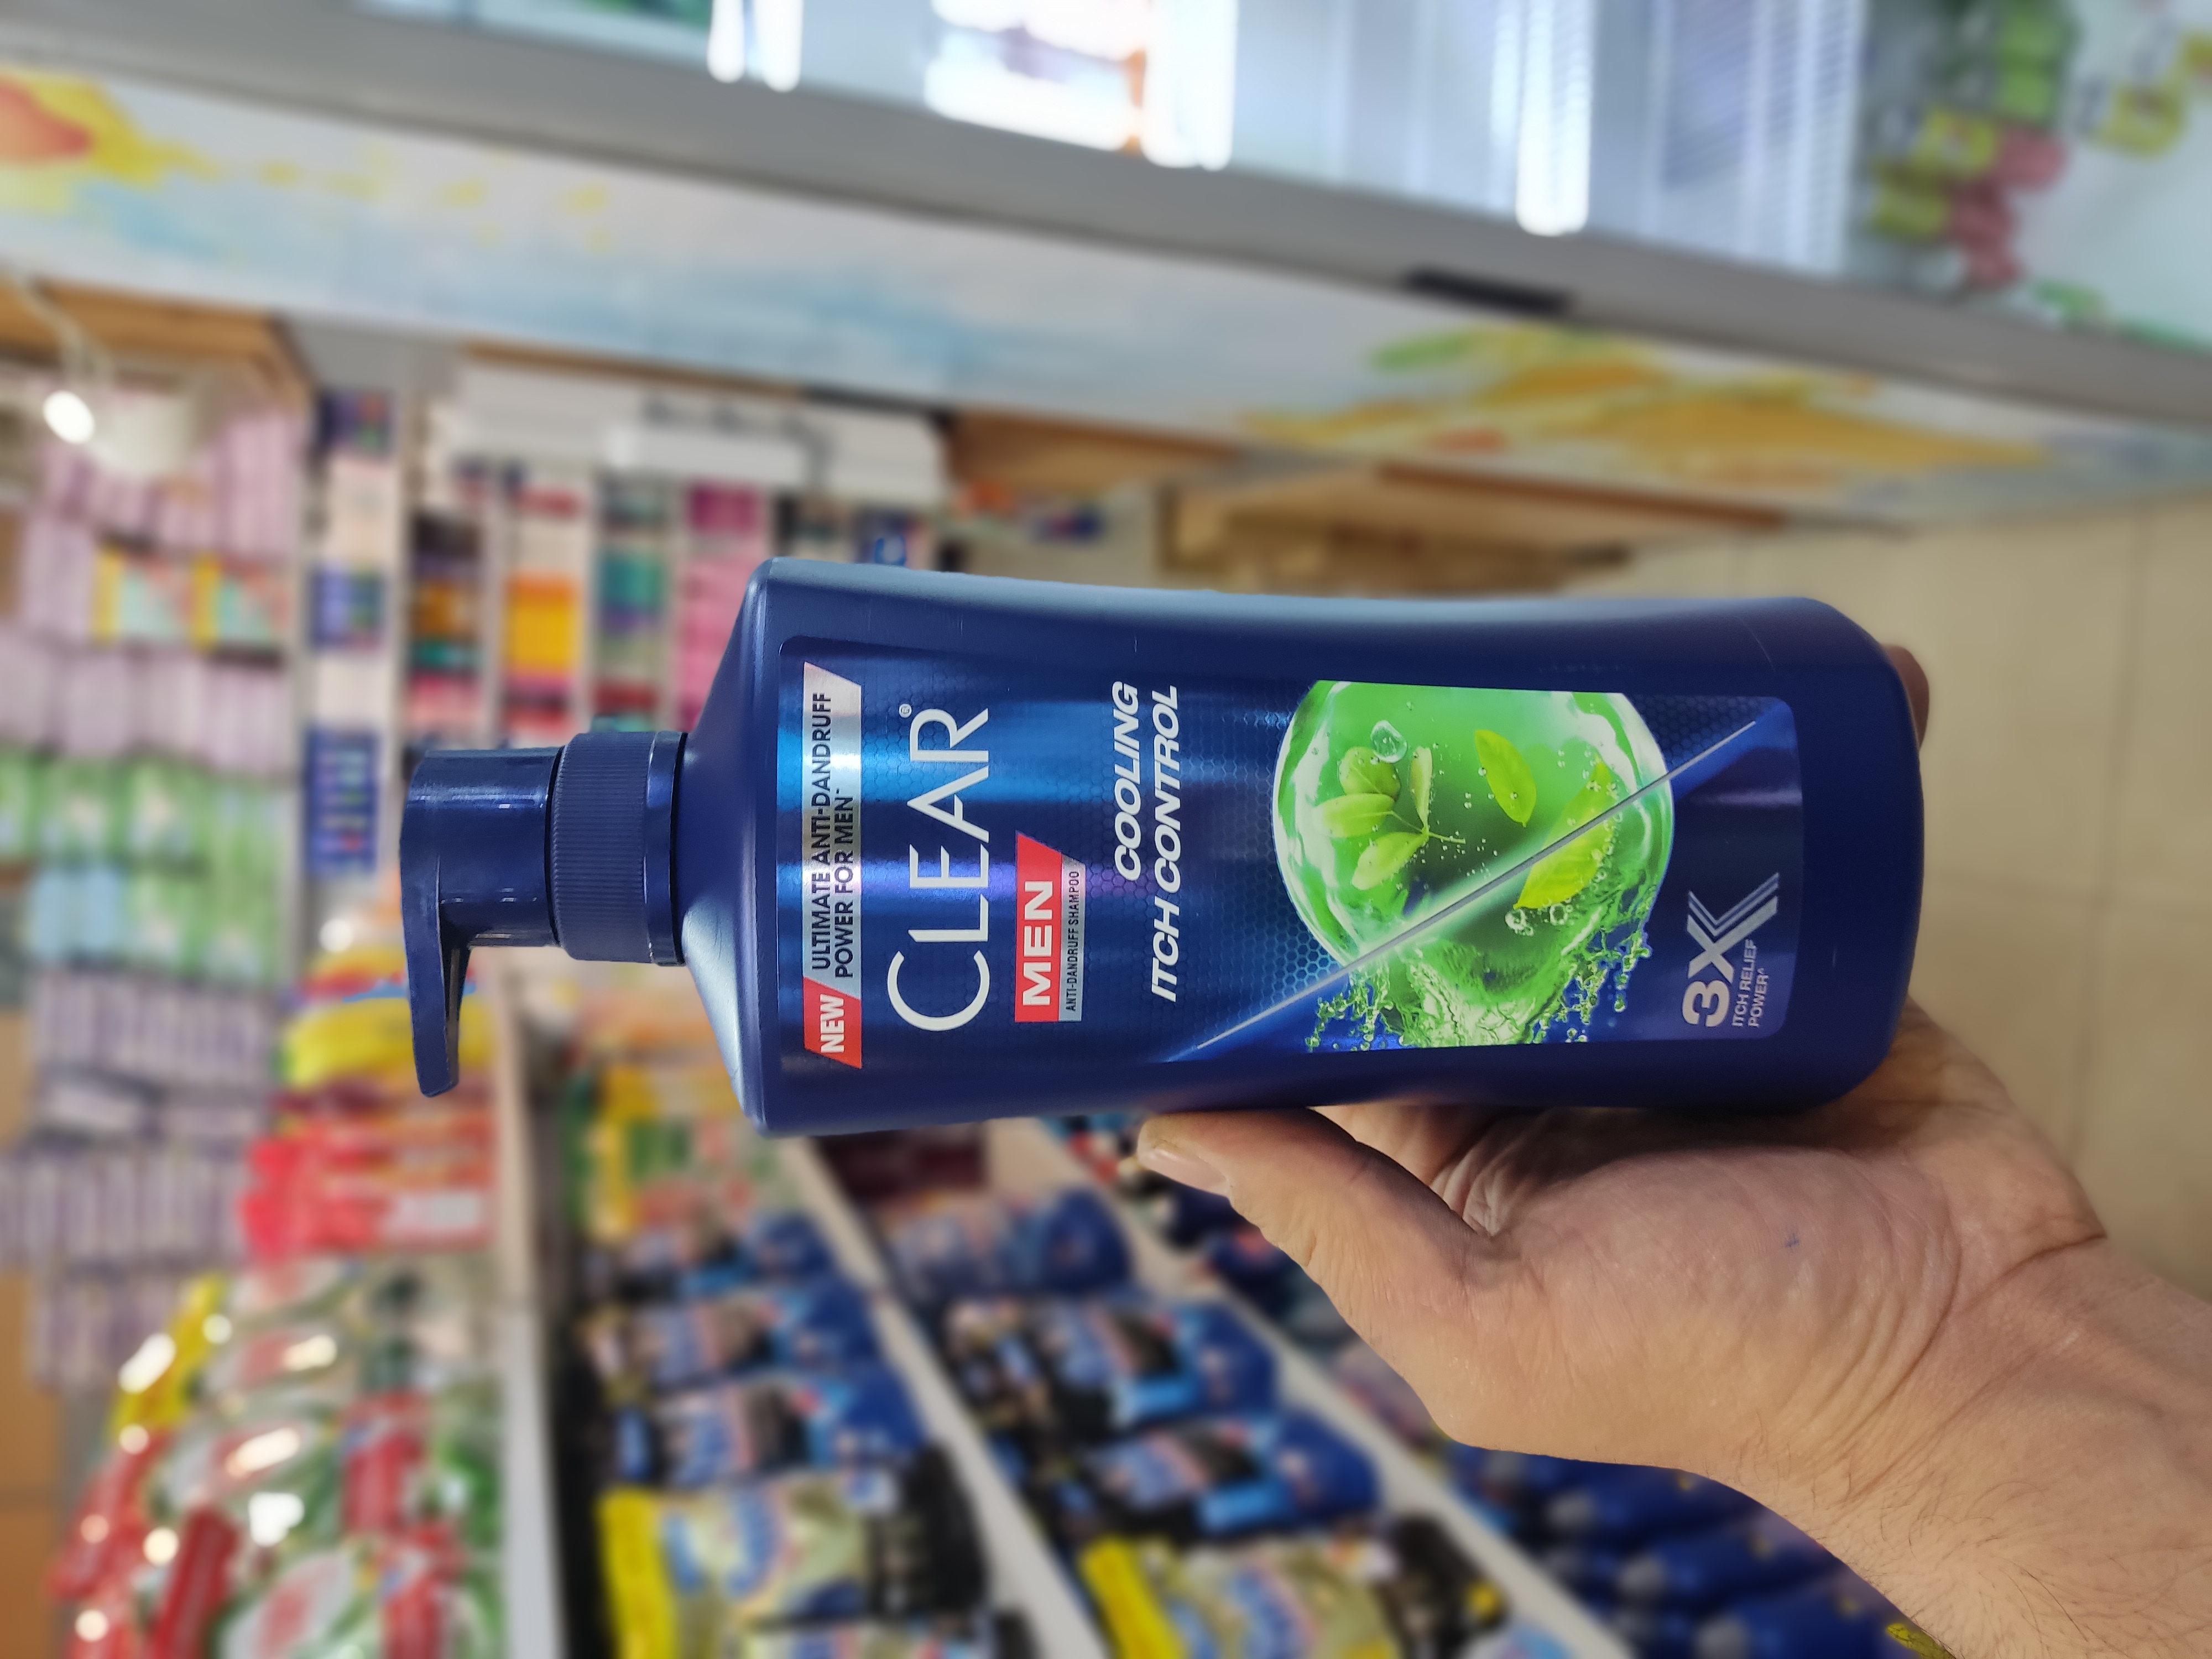 NEW
ULTIMATE ANTI-DANDRUFF
POWER FOR MEN~
CLEAR®
MEN
ANTI-DANDRUFF SHAMPOO
COOLING
ITCH CONTROL
3X
ITCH RELIEF
POWER^